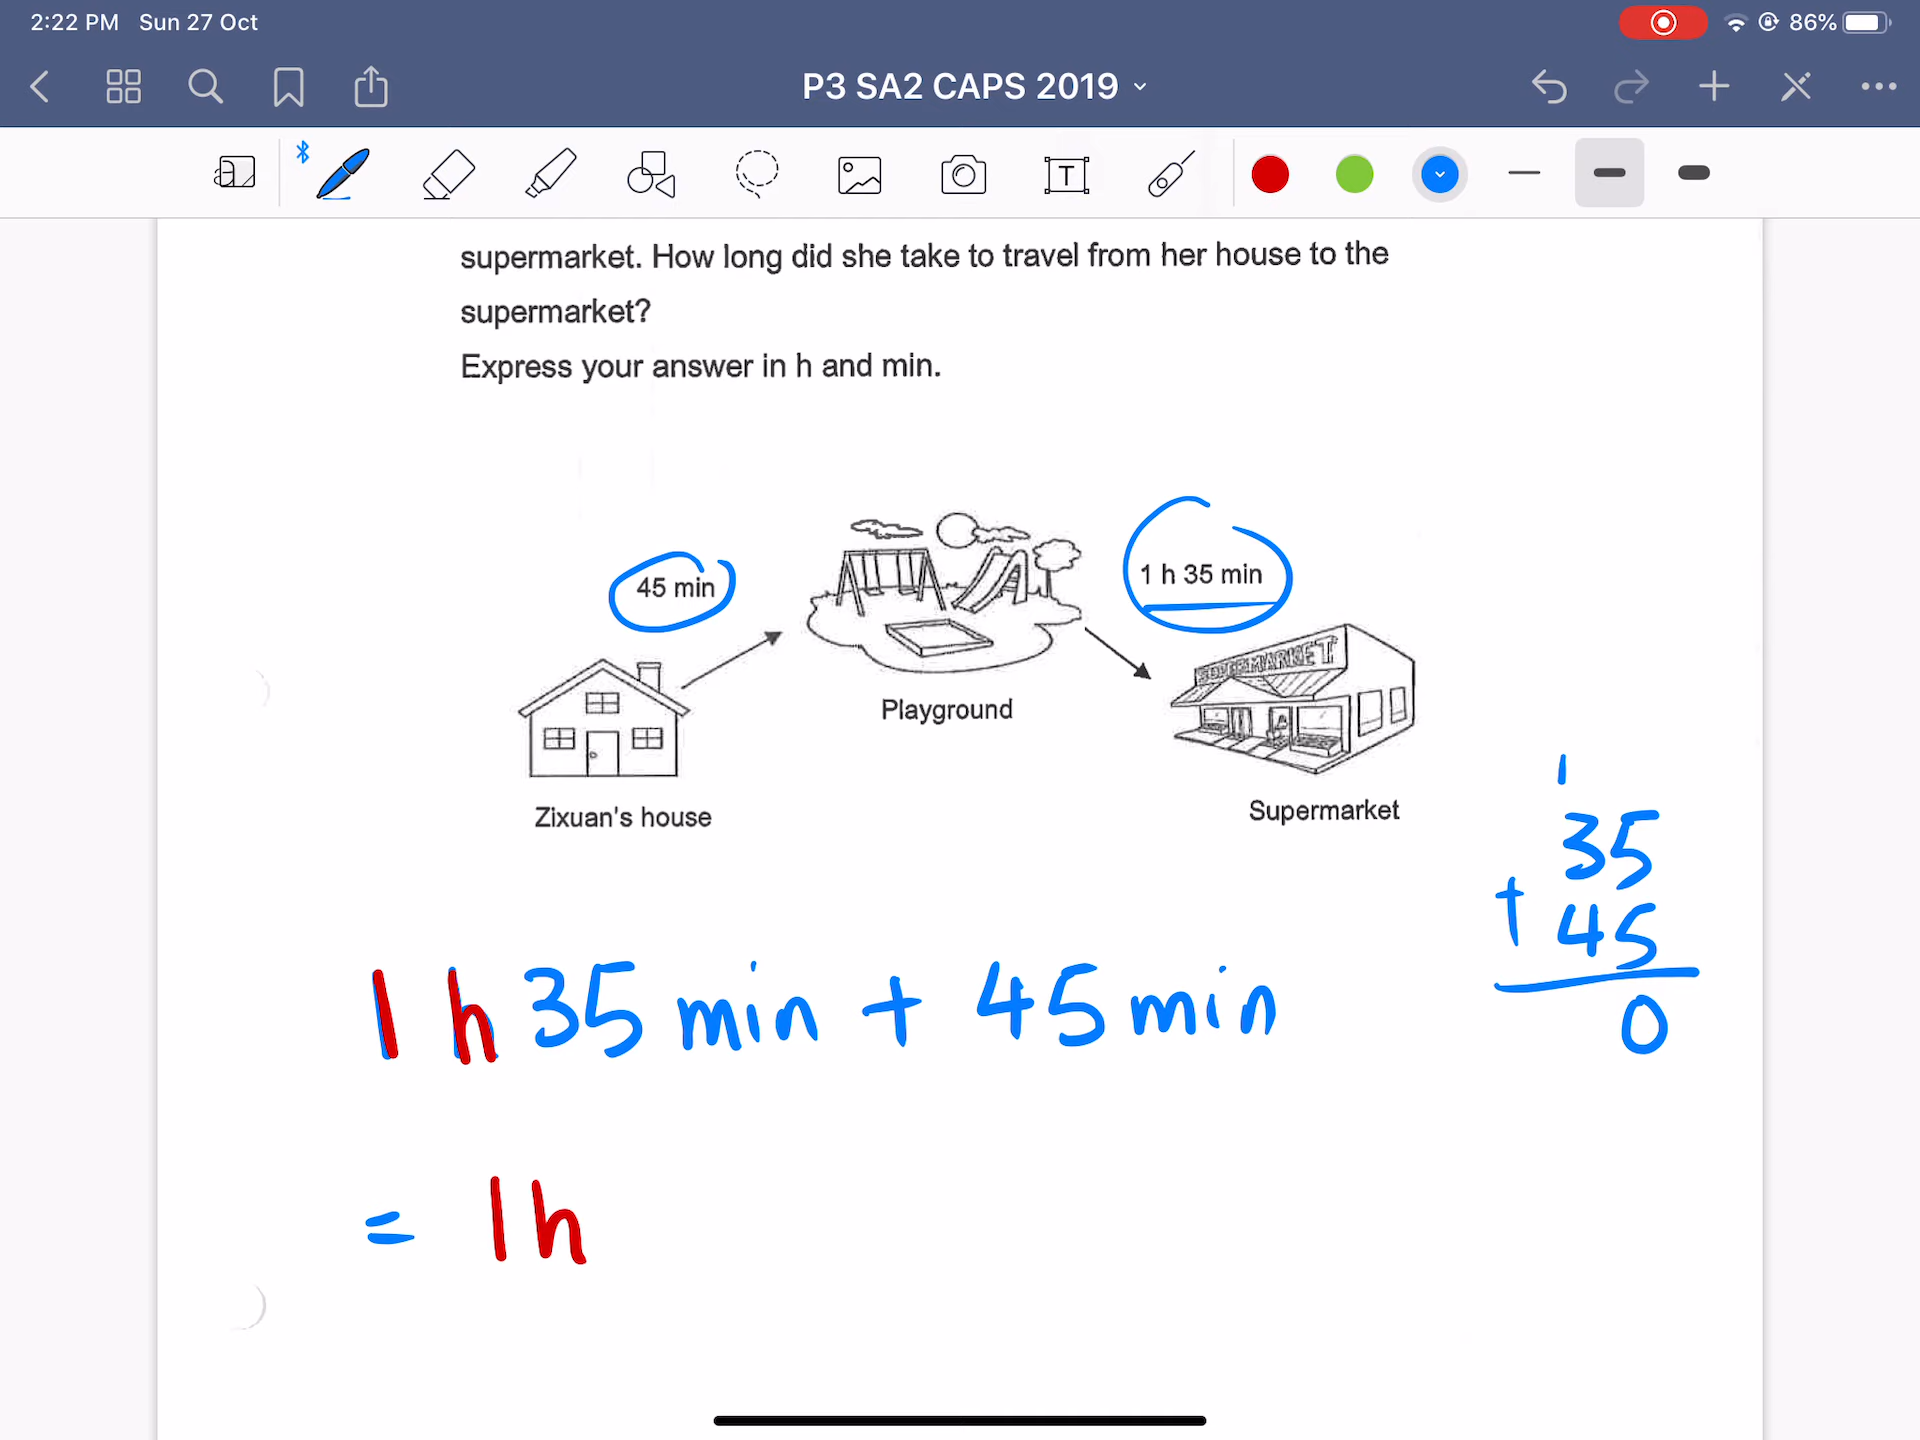 2:22 PM Sun 27 Oct 86%
P3 SA2 CAPS 2019
supermarket. How long did she take to travel from her house to the
supermarket?
Express your answer in h and min.
45 min
1 h 35 min
SUPERMARKET
Playground
Zixuan's house
Supermarket
1
35
+ 45
0
1 h 35 min + 45 min
= 1h